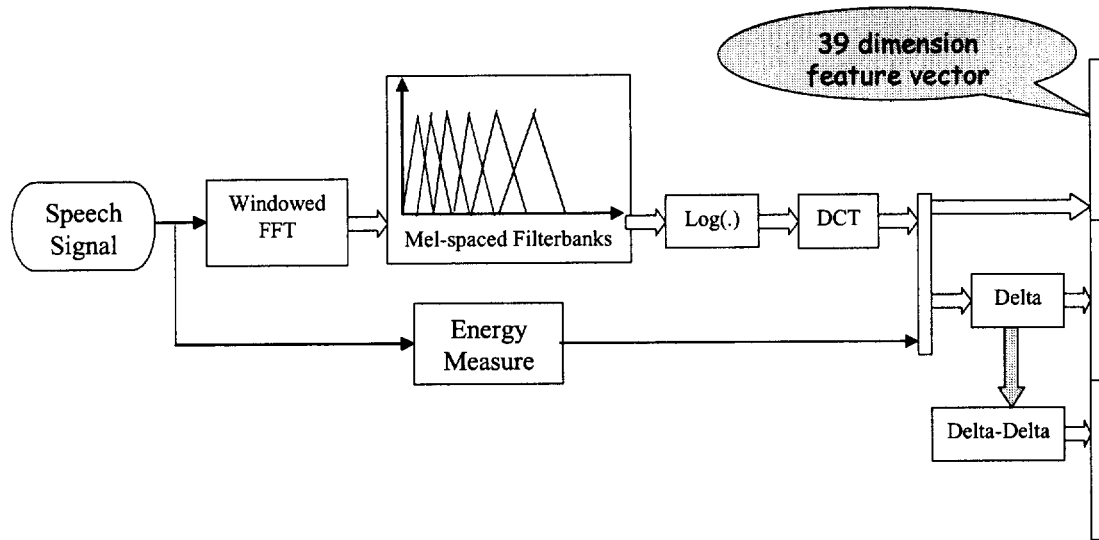 39 dimension
feature vector
Speech
Signal
Windowed
FFT
Mel-spaced Filterbanks
Log(.)
DCT
Delta
Energy
Measure
Delta-Delta